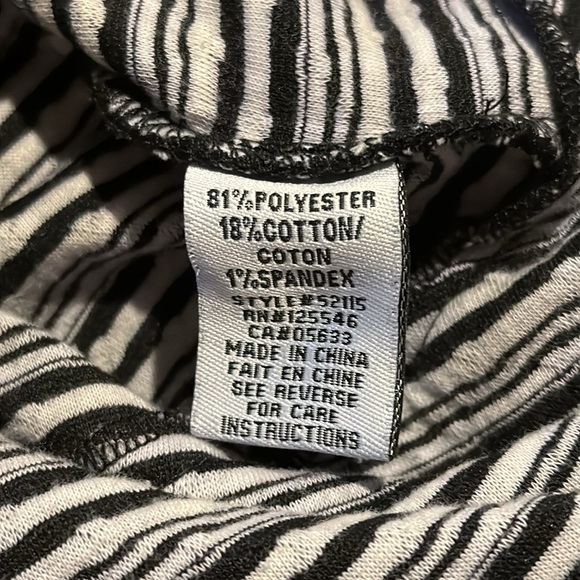 81%POLYESTER
18%COTTON/
COTON
1%SPANDEX
STYLE#52115
RN#125546
CA#05633
MADE IN CHINA
FAIT EN CHINE
SEE REVERSE
FOR CARE
INSTRUCTIONS